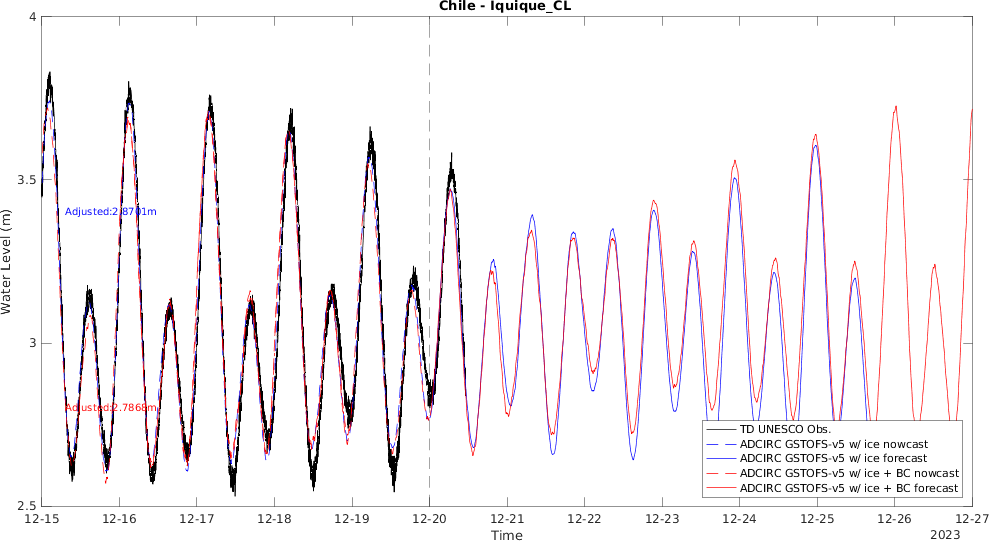 Chile - Iquique_CL
4
3.5
3
2.5
Water Level (m)
Adjusted:2.8701m
Adjusted:2.7868m
TD UNESCO Obs.
ADCIRC GSTOFS-v5 w/ ice nowcast
ADCIRC GSTOFS-v5 w/ ice forecast
ADCIRC GSTOFS-v5 w/ ice + BC nowcast
ADCIRC GSTOFS-v5 w/ ice + BC forecast
12-15 12-16 12-17 12-18 12-19 12-20 12-21 12-22 12-23 12-24 12-25 12-26 12-27
Time
2023